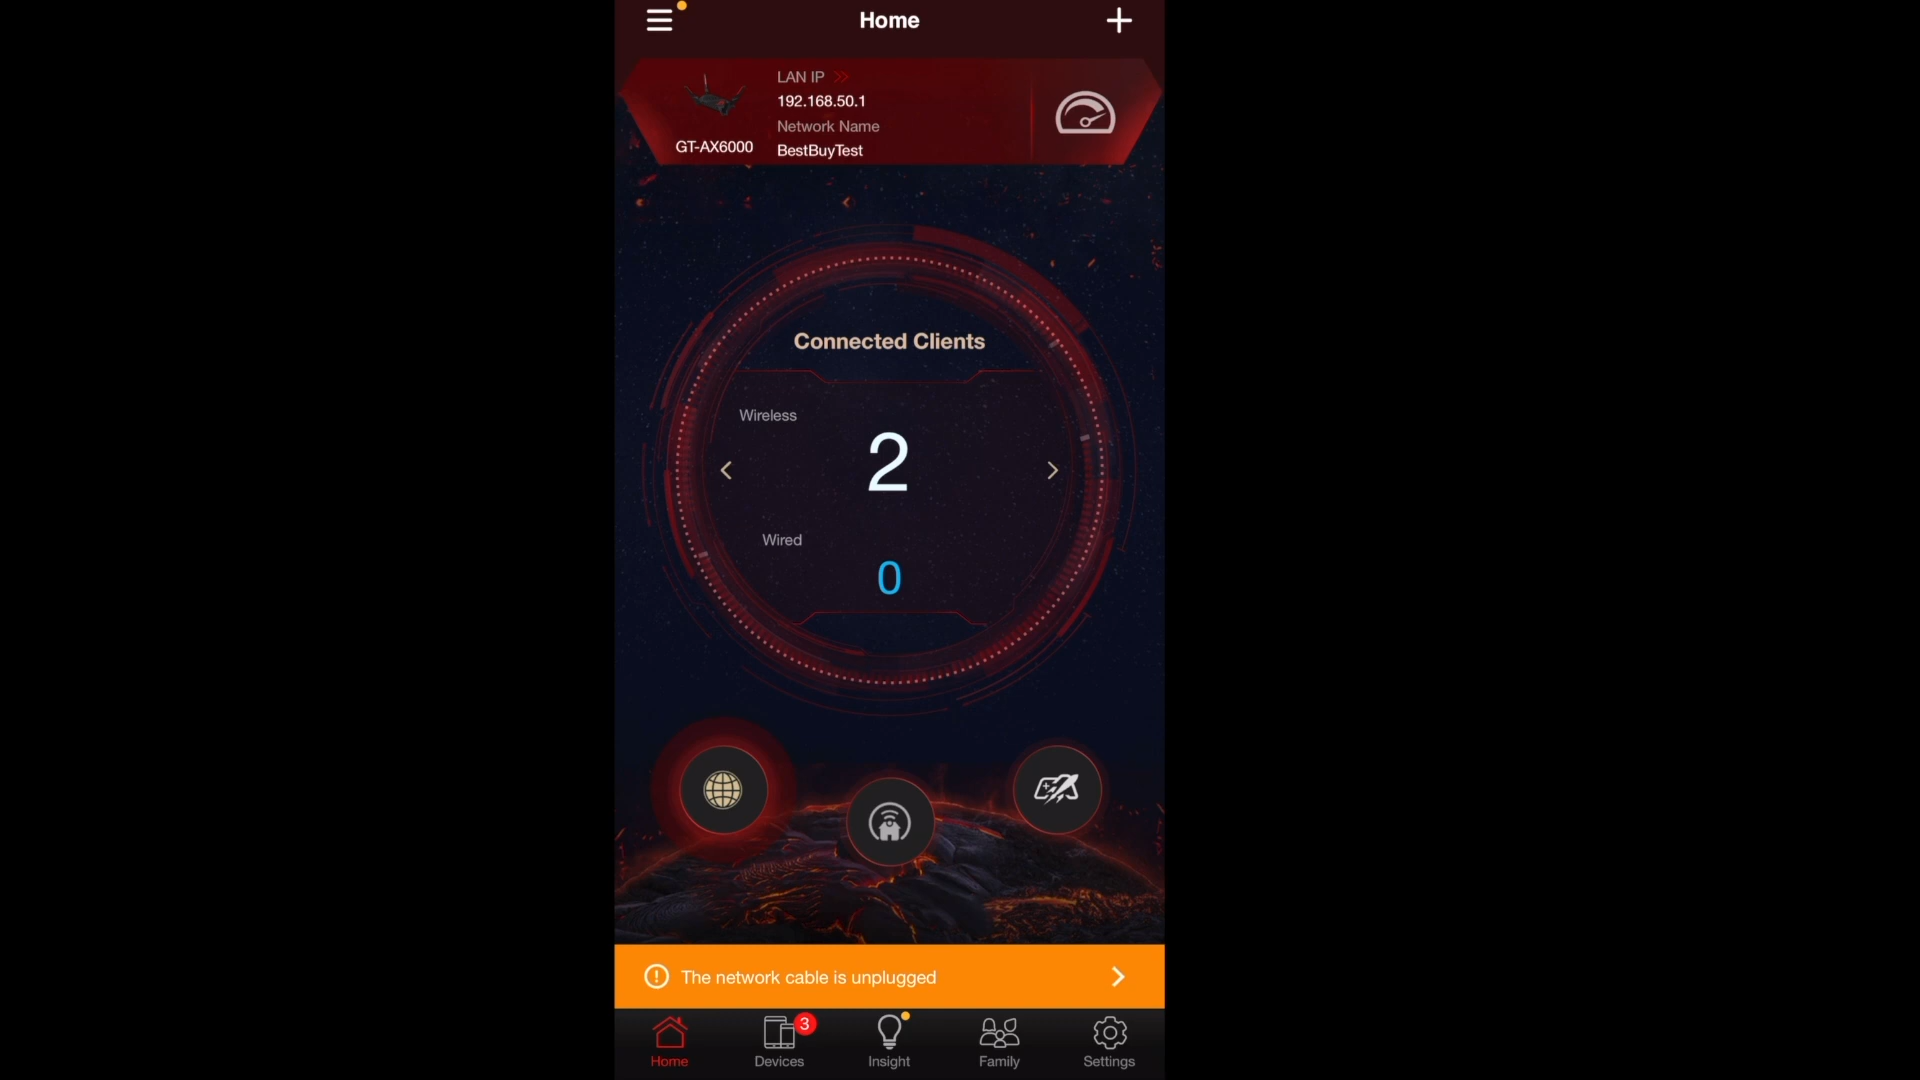 Home
LAN IP
192.168.50.1
Network Name
GT-AX6000
BestBuyTest
Connected Clients
Wireless
2
Wired
0
The network cable is unplugged
3
Home
Devices
Insight
Family
Settings